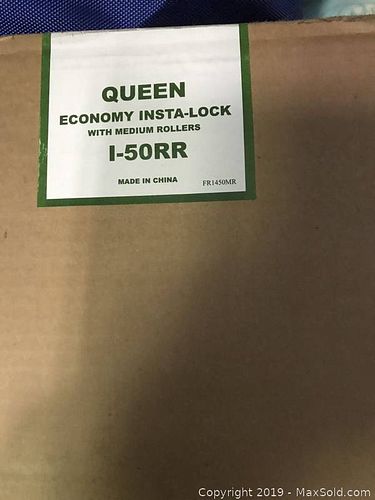 QUEEN
ECONOMY INSTA-LOCK
WITH MEDIUM ROLLERS
I-50RR
MADE IN CHINA FR1450MR
Copyright © 2019 - MaxSold.com